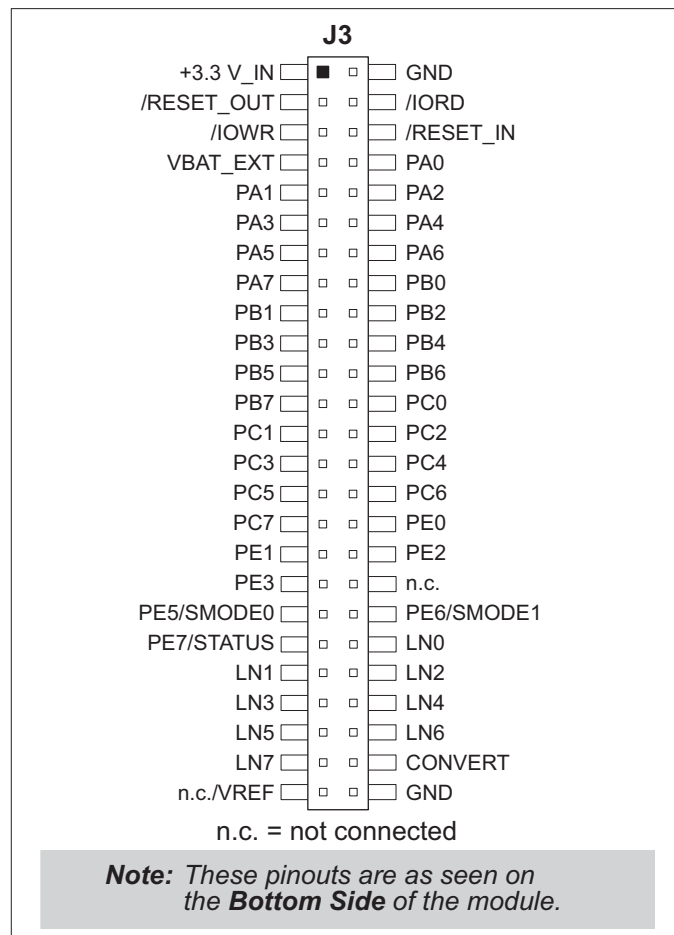 J3
+3.3 V_IN GND
/RESET_OUT /IORD
/IOWR /RESET_IN
VBAT_EXT PA0
PA1 PA2
PA3 PA4
PA5 PA6
PA7 PB0
PB1 PB2
PB3 PB4
PB5 PB6
PB7 PC0
PC1 PC2
PC3 PC4
PC5 PC6
PC7 PE0
PE1 PE2
PE3 n.c.
PE5/SMODE0 PE6/SMODE1
PE7/STATUS LN0
LN1 LN2
LN3 LN4
LN5 LN6
LN7 CONVERT
n.c./VREF GND
n.c. = not connected
Note: These pinouts are as seen on
the Bottom Side of the module.